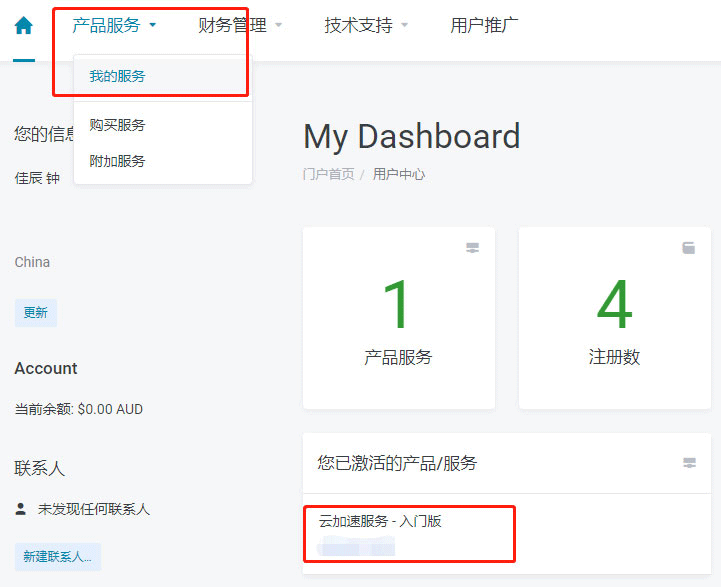 产品服务 财务管理 技术支持 用户推广
我的服务
购买服务
附加服务
您的信息
佳辰 钟
China
更新
Account
当前余额: $0.00 AUD
联系人
未发现任何联系人
新建联系人...
My Dashboard
门户首页 / 用户中心
1
产品服务
4
注册数
您已激活的产品/服务
云加速服务 - 入门版